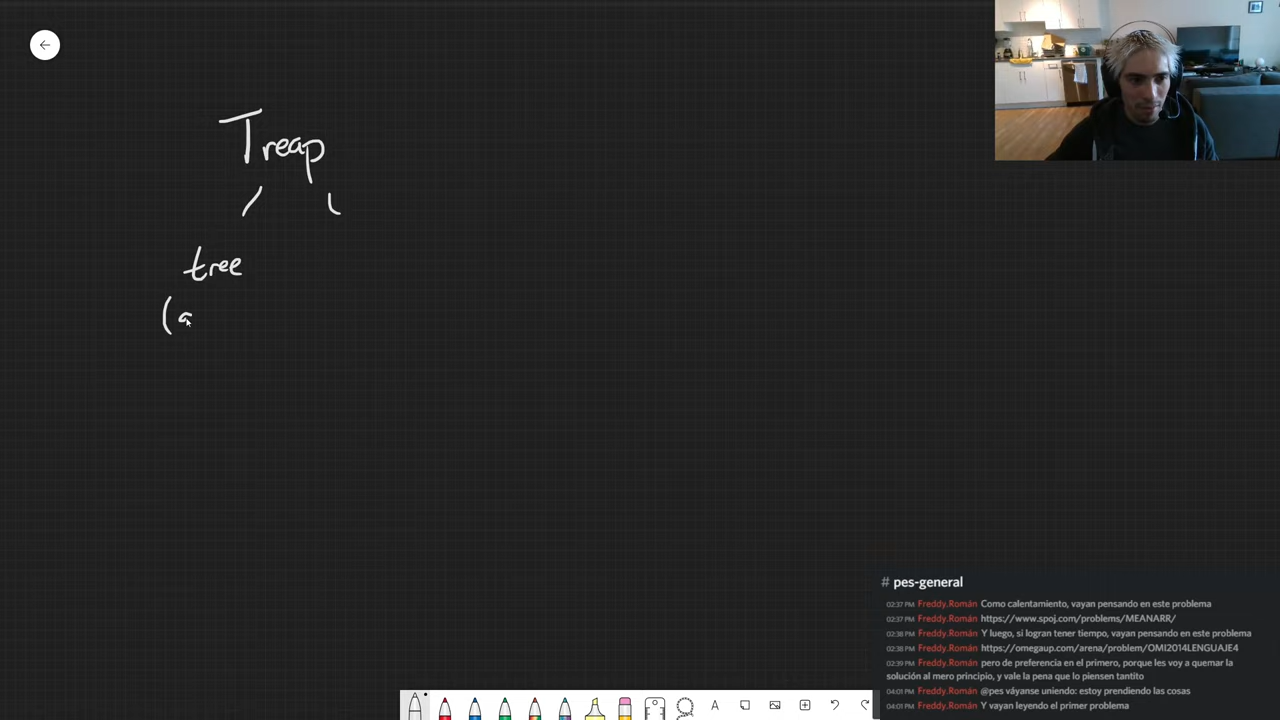 Treap
tree
(a
# pes-general
02:37 PM Freddy.Román Como calentamiento, vayan pensando en este problema
02:37 PM Freddy.Román https://www.spoj.com/problems/MEANARR/
02:38 PM Freddy.Román Y luego, si logran tener tiempo, vayan pensando en este problema
02:38 PM Freddy.Román https://omegaup.com/arena/problem/OMI2014LENGUAJE4
02:39 PM Freddy.Román pero de preferencia en el primero, porque les voy a quemar la
solución al mero principio, y vale la pena que lo piensen tantito
04:01 PM Freddy.Román @pes váyanse uniendo: estoy prendiendo las cosas
04:01 PM Freddy.Román Y vayan leyendo el primer problema
A